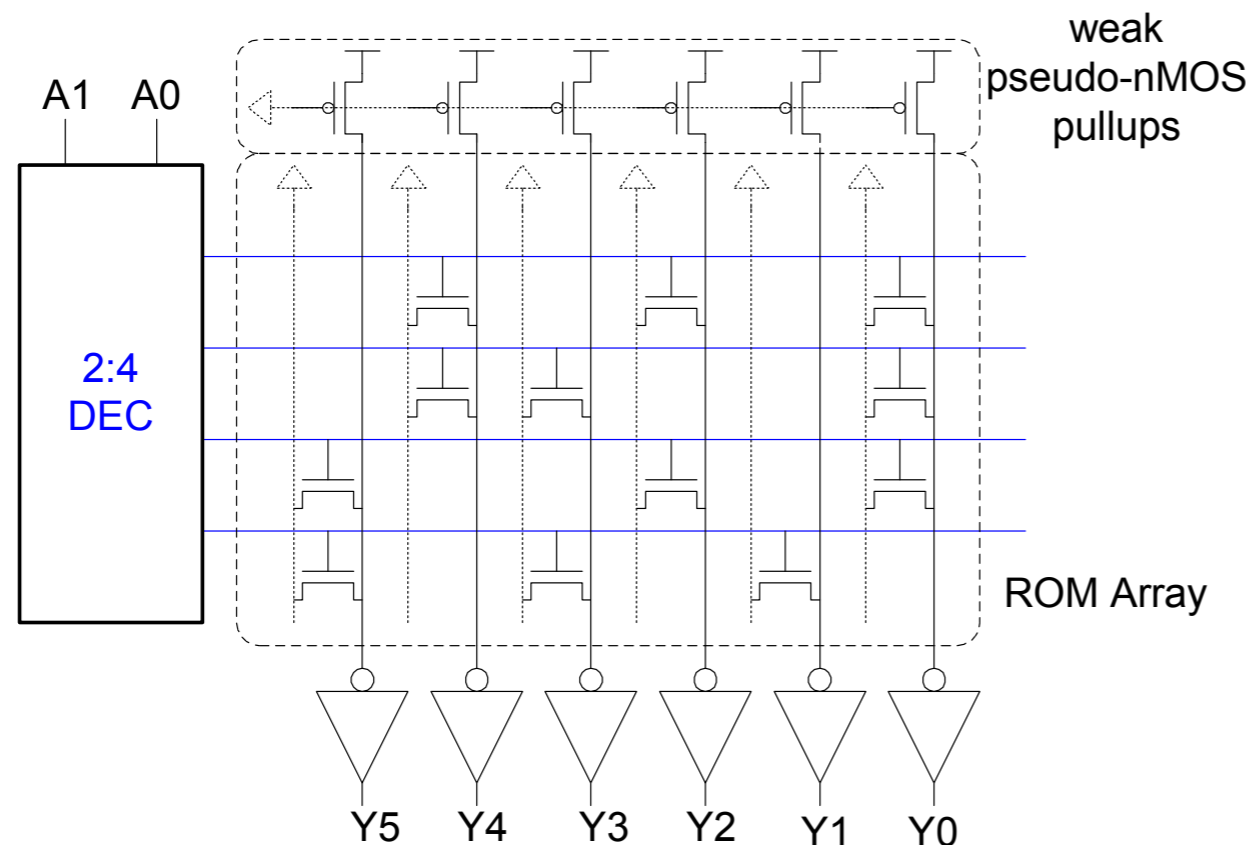 weak
pseudo-nMOS
pullups
A1 A0
2:4
DEC
ROM Array
Y5 Y4 Y3 Y2 Y1 Y0